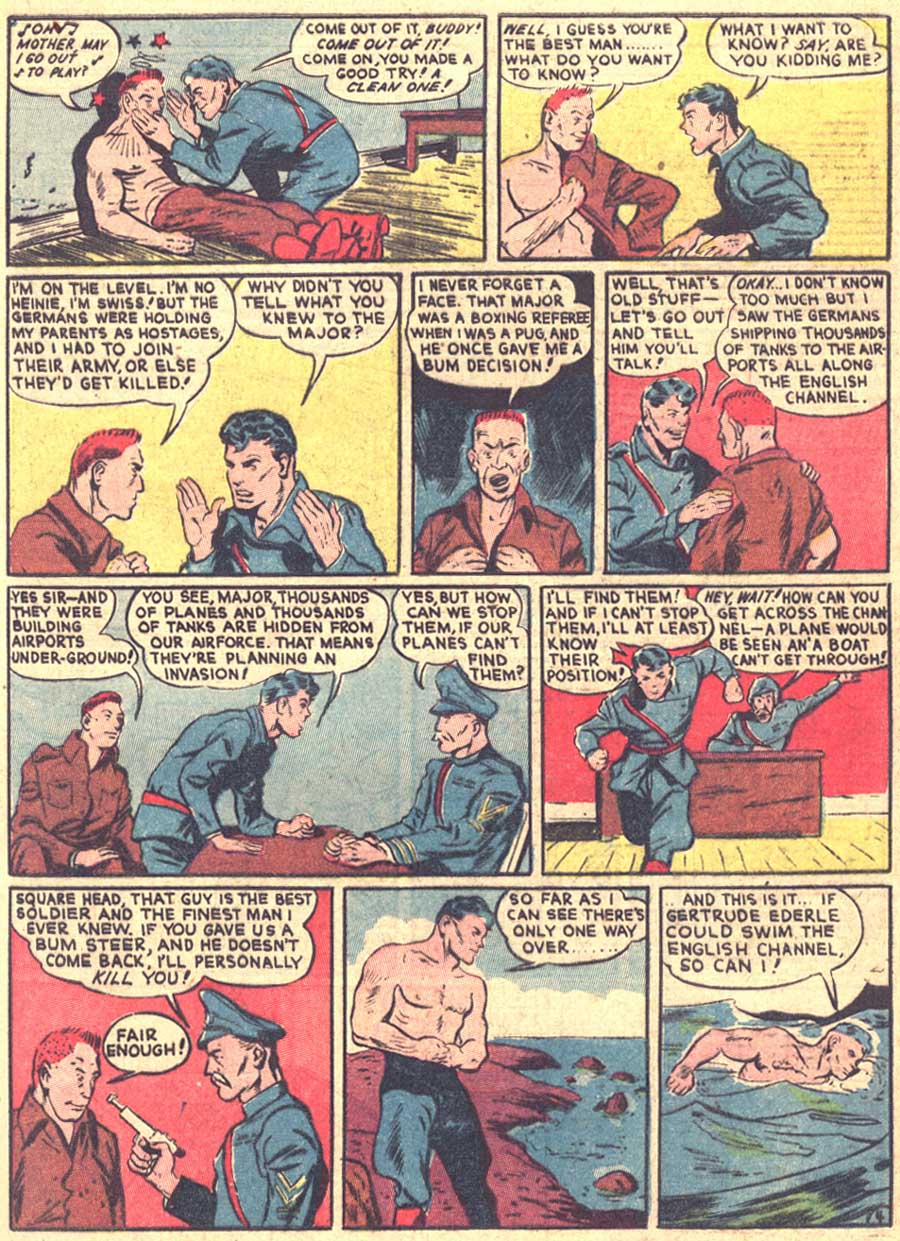 ♪OH♪♪
MOTHER, MAY
I GO OUT♪
♪TO PLAY?♪
COME OUT OF IT, BUDDY!
COME OUT OF IT!
COME ON, YOU MADE A
GOOD TRY! A
CLEAN ONE!
WELL, I GUESS YOU'RE
THE BEST MAN.......
WHAT DO YOU WANT
TO KNOW?
WHAT I WANT TO
KNOW? SAY, ARE
YOU KIDDING ME?
I'M ON THE LEVEL. I'M NO
HEINIE, I'M SWISS! BUT THE
GERMANS WERE HOLDING
MY PARENTS AS HOSTAGES,
AND I HAD TO JOIN
THEIR ARMY, OR ELSE
THEY'D GET KILLED!
WHY DIDN'T YOU
TELL WHAT YOU
KNEW TO THE
MAJOR?
I NEVER FORGET A
FACE. THAT MAJOR
WAS A BOXING REFEREE
WHEN I WAS A PUG, AND
HE ONCE GAVE ME A
BUM DECISION!
WELL, THAT'S
OLD STUFF—
LET'S GO OUT
AND TELL
HIM YOU'LL
TALK!
OKAY...I DON'T KNOW
TOO MUCH BUT I
SAW THE GERMANS
SHIPPING THOUSANDS
OF TANKS TO THE AIR-
PORTS ALL ALONG
THE ENGLISH
CHANNEL.
YES SIR—AND
THEY WERE
BUILDING
AIRPORTS
UNDER-GROUND!
YOU SEE, MAJOR, THOUSANDS
OF PLANES AND THOUSANDS
OF TANKS ARE HIDDEN FROM
OUR AIRFORCE. THAT MEANS
THEY'RE PLANNING AN
INVASION!
YES, BUT HOW
CAN WE STOP
THEM, IF OUR
PLANES CAN'T
FIND
THEM?
I'LL FIND THEM!
AND IF I CAN'T STOP
THEM, I'LL AT LEAST
KNOW
THEIR
POSITION!
HEY, WAIT! HOW CAN YOU
GET ACROSS THE CHAN
NEL—A PLANE WOULD
BE SEEN AN' A BOAT
CAN'T GET THROUGH!
SQUARE HEAD, THAT GUY IS THE BEST
SOLDIER AND THE FINEST MAN I
EVER KNEW. IF YOU GAVE US A
BUM STEER, AND HE DOESN'T
COME BACK, I'LL PERSONALLY
KILL YOU!
FAIR
ENOUGH!
SO FAR AS I
CAN SEE THERE'S
ONLY ONE WAY
OVER.......
...AND THIS IS IT... IF
GERTRUDE EDERLE
COULD SWIM THE
ENGLISH CHANNEL,
SO CAN I!